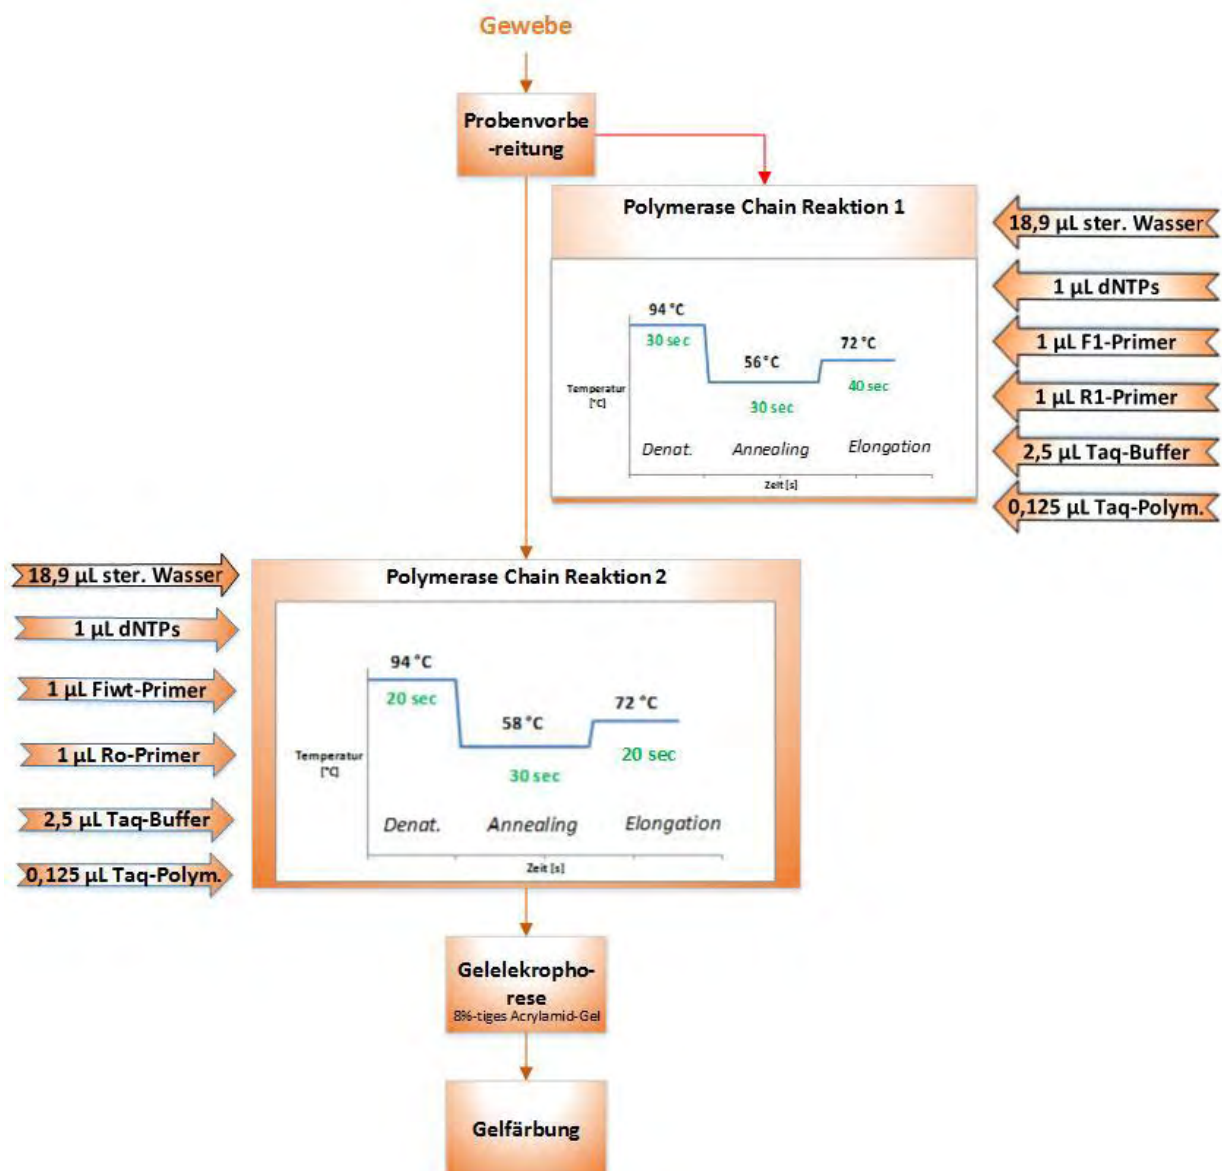 Gewebe
Probenvorbe
-reitung
Polymerase Chain Reaktion 1
94 °C
30 sec
56 °C
30 sec
72 °C
40 sec
Temperatur
[°C]
Denat.
Annealing
Elongation
Zeit [s]
18,9 µL ster. Wasser
1 µL dNTPs
1 µL F1-Primer
1 µL R1-Primer
2,5 µL Taq-Buffer
0,125 µL Taq-Polym.
18,9 µL ster. Wasser
1 µL dNTPs
1 µL Fiwt-Primer
1 µL Ro-Primer
2,5 µL Taq-Buffer
0,125 µL Taq-Polym.
Polymerase Chain Reaktion 2
94 °C
20 sec
58 °C
30 sec
72 °C
20 sec
Temperatur
[°C]
Denat.
Annealing
Elongation
Zeit [s]
Gelelekropho-
rese
8%-tiges Acrylamid-Gel
Gelfärbung